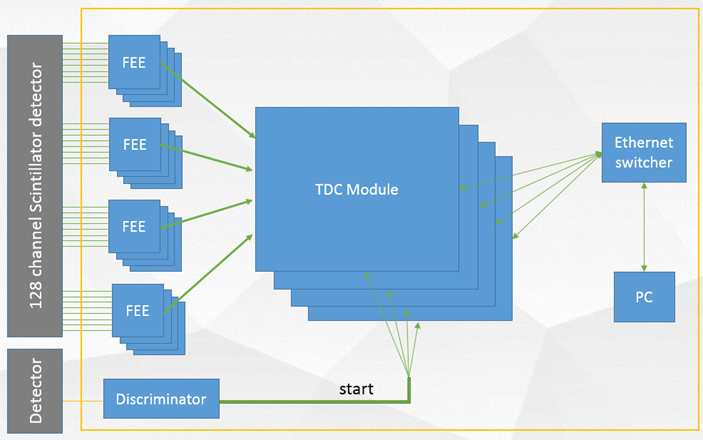 128 channel Scintillator detector
FEE
FEE
FEE
FEE
TDC Module
Ethernet
switcher
PC
Detector
Discriminator
start